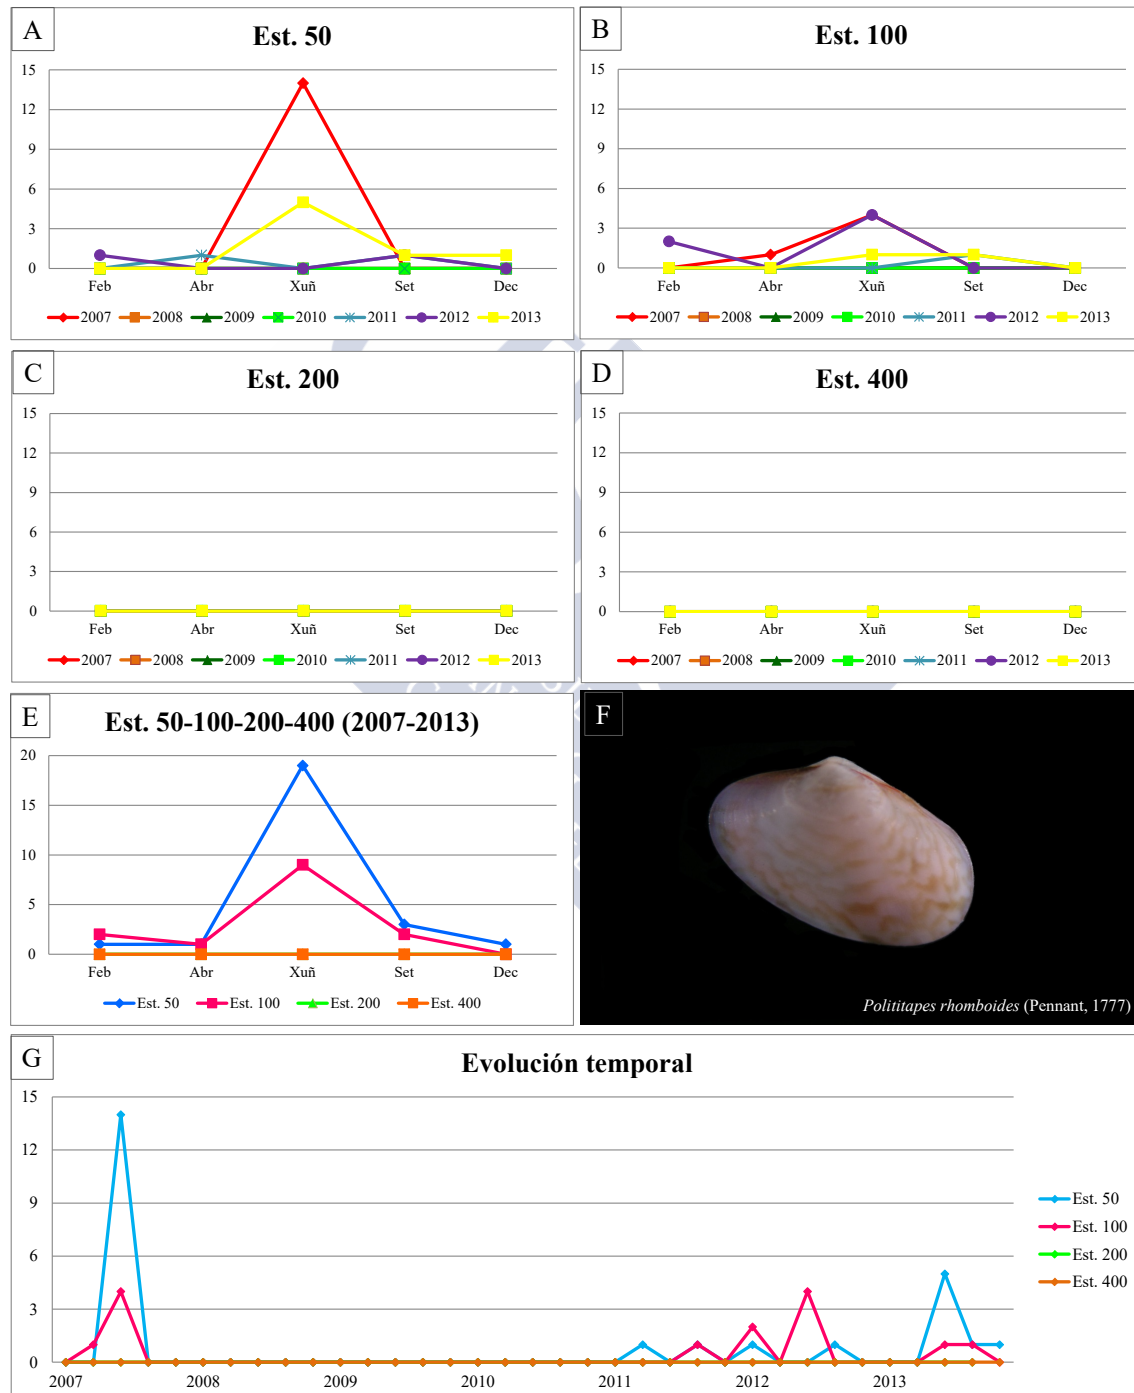 A
Est. 50
15
12
9
6
3
0
Feb Abr Xuñ Set Dec
2007 2008 2009 2010 2011 2012 2013
B
Est. 100
15
12
9
6
3
0
Feb Abr Xuñ Set Dec
2007 2008 2009 2010 2011 2012 2013
C
Est. 200
15
12
9
6
3
0
Feb Abr Xuñ Set Dec
2007 2008 2009 2010 2011 2012 2013
D
Est. 400
15
12
9
6
3
0
Feb Abr Xuñ Set Dec
2007 2008 2009 2010 2011 2012 2013
E
Est. 50-100-200-400 (2007-2013)
20
15
10
5
0
Feb Abr Xuñ Set Dec
Est. 50 Est. 100 Est. 200 Est. 400
F
Polititapes rhomboides (Pennant, 1777)
G
Evolución temporal
15
12
9
6
3
0
2007 2008 2009 2010 2011 2012 2013
Est. 50
Est. 100
Est. 200
Est. 400